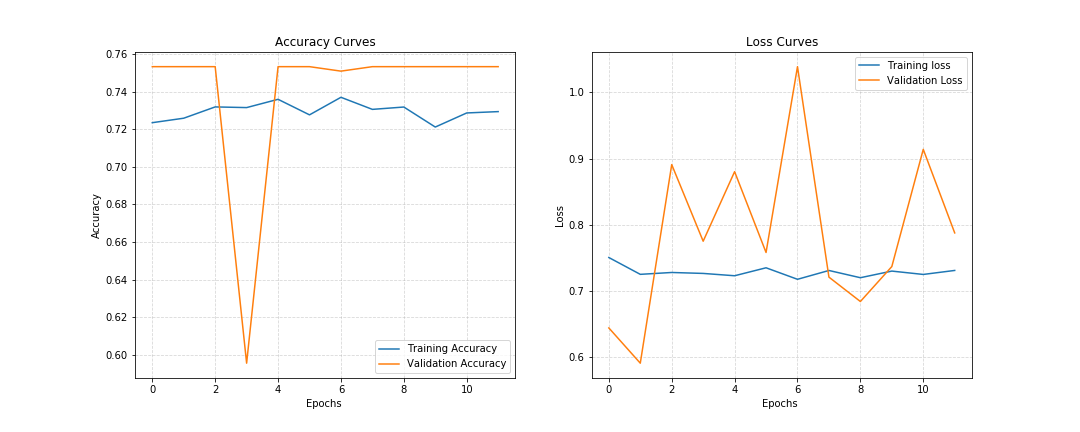 Accuracy Curves
0.76
0.74
0.72
0.70
0.68
0.66
0.64
0.62
0.60
Accuracy
0 2 4 6 8 10
Epochs
Training Accuracy
Validation Accuracy
Loss Curves
1.0
0.9
0.8
0.7
0.6
Loss
0 2 4 6 8 10
Epochs
Training loss
Validation Loss